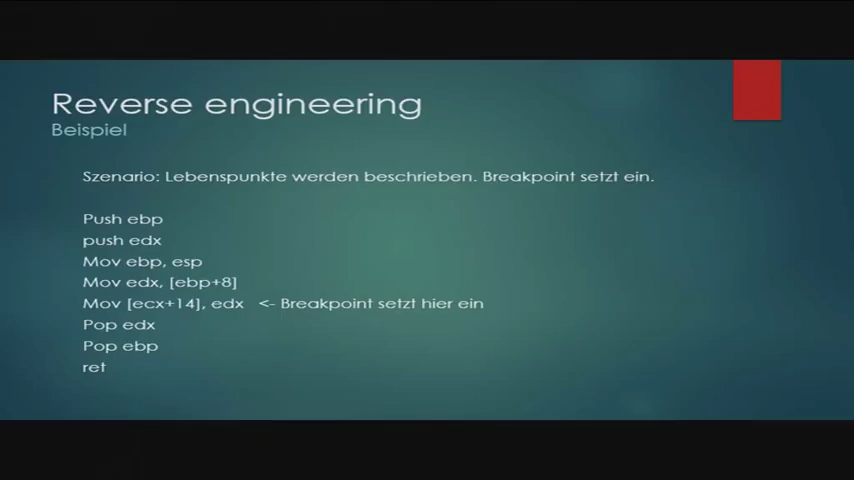 Reverse engineering
Beispiel
Szenario: Lebenspunkte werden beschrieben. Breakpoint setzt ein.
Push ebp
push edx
Mov ebp, esp
Mov edx, [ebp+8]
Mov [ecx+14], edx <- Breakpoint setzt hier ein
Pop edx
Pop ebp
ret